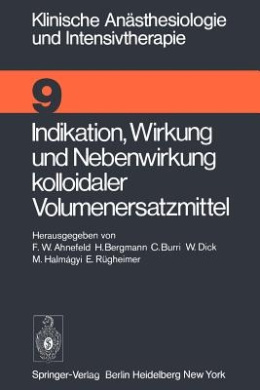 Klinische Anästhesiologie
und Intensivtherapie
9
Indikation, Wirkung
und Nebenwirkung
kolloidaler
Volumenersatzmittel
Herausgegeben von
F. W. Ahnefeld H. Bergmann C. Burri W. Dick
M. Halmágyi E. Rügheimer
Springer-Verlag Berlin Heidelberg New York